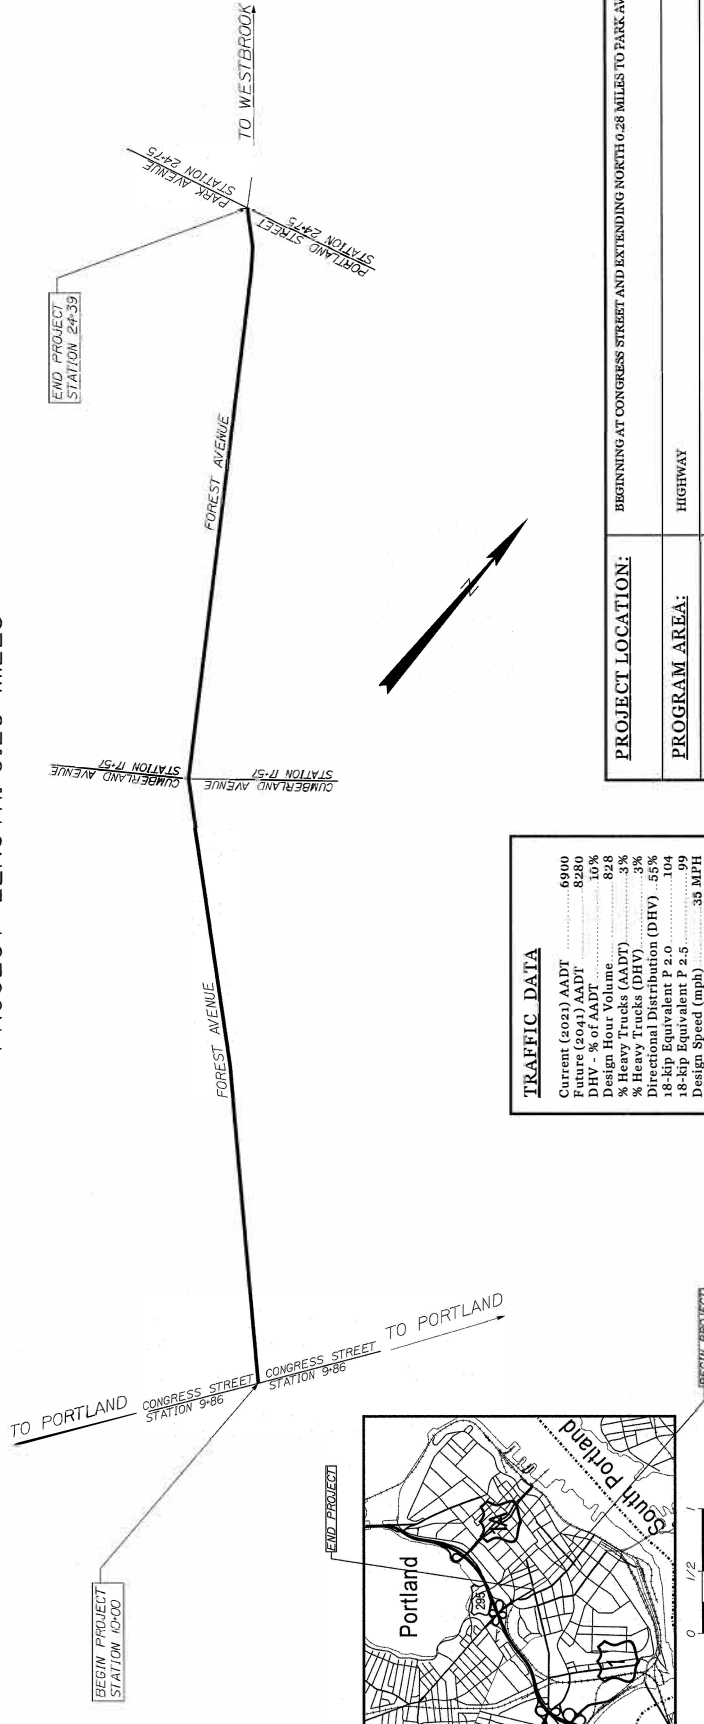 TO WESTBROOK
PARK AVENUE
STATION 24+75
PORTLAND STREET
STATION 24+75
END PROJECT
STATION 24+39
FOREST AVENUE
CUMBERLAND AVENUE
STATION 17+57
CUMBERLAND AVENUE
STATION 17+57
FOREST AVENUE
TO PORTLAND
CONGRESS STREET
STATION 9+86
CONGRESS STREET
STATION 9+86
TO PORTLAND
BEGIN PROJECT
STATION 10+00
N
PROJECT LOCATION:
BEGINNING AT CONGRESS STREET AND EXTENDING NORTH 0.28 MILES TO PARK AV
PROGRAM AREA:
HIGHWAY
TRAFFIC DATA
Current (2021) AADT 6900
Future (2041) AADT 8280
DHV - % of AADT 10%
Design Hour Volume 828
% Heavy Trucks (AADT) 3%
% Heavy Trucks (DHV) 3%
Directional Distribution (DHV) 55%
18-kip Equivalent P 2.0 104
18-kip Equivalent P 2.5 99
Design Speed (mph) 35 MPH
END PROJECT
BEGIN PROJECT
Portland
295
1A
1
South Portland
0 1/2 1